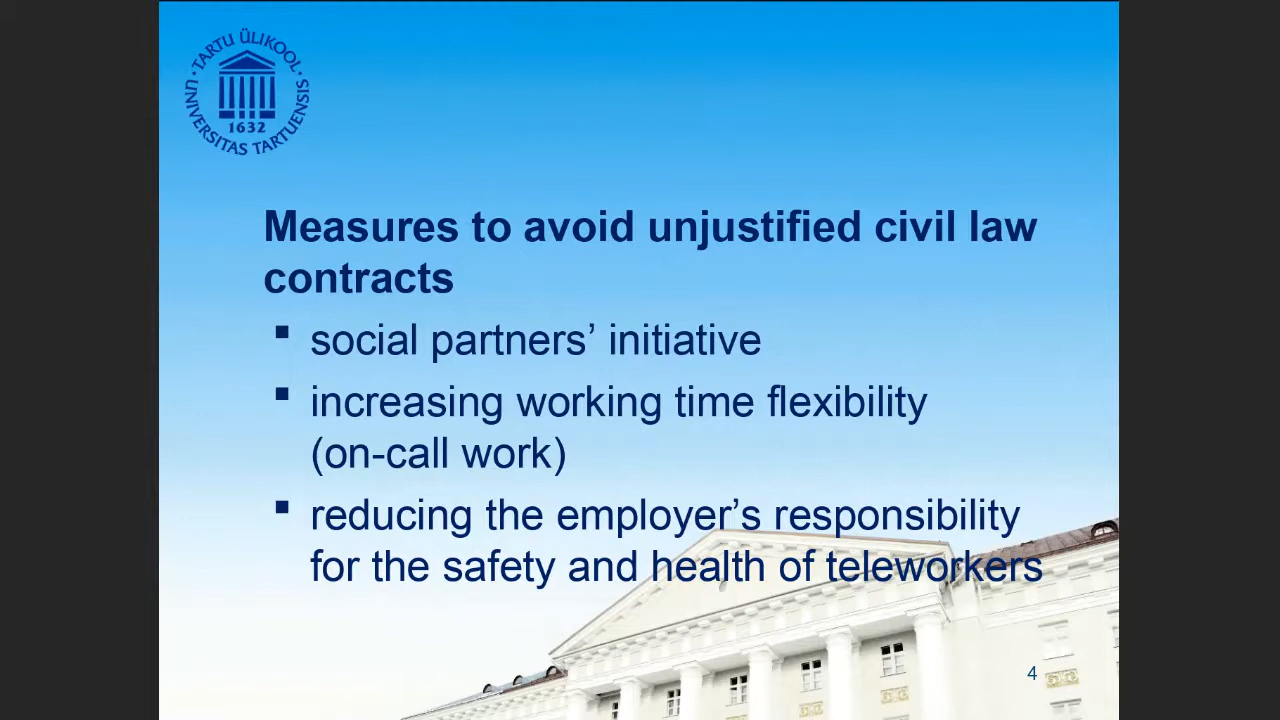 · TARTU ÜLIKOOL ·
UNIVERSITAS TARTUENSIS
1632
Measures to avoid unjustified civil law
contracts
▪ social partners’ initiative
▪ increasing working time flexibility
(on-call work)
▪ reducing the employer’s responsibility
for the safety and health of teleworkers
4